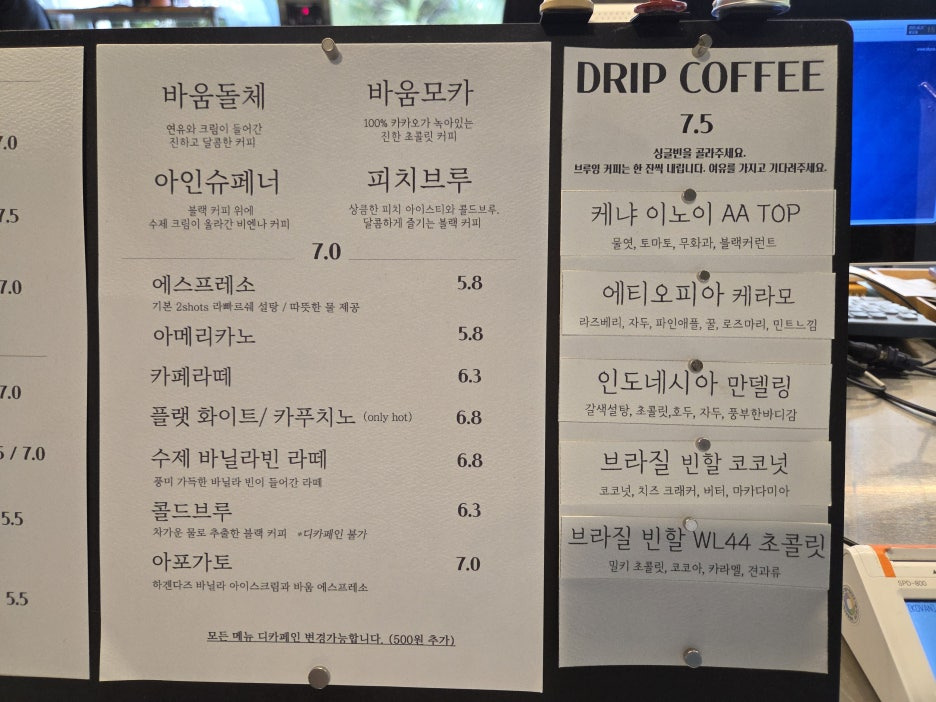 7.0
7.5
7.0
7.0
/ 7.0
5.5
5.5
바움돌체
연유와 크림이 들어간
진하고 달콤한 커피
바움모카
100% 카카오가 녹아있는
진한 초콜릿 커피
아인슈페너
블랙 커피 위에
수제 크림이 올라간 비엔나 커피
피치브루
상큼한 피치 아이스티와 콜드브루.
달콤하게 즐기는 블랙 커피
7.0
에스프레소 5.8
기본 2shots 라빠르쉐 설탕 / 따뜻한 물 제공
아메리카노 5.8
카페라떼 6.3
플랫 화이트/ 카푸치노 (only hot) 6.8
수제 바닐라빈 라떼 6.8
풍미 가득한 바닐라 빈이 들어간 라떼
콜드브루 6.3
차가운 물로 추출한 블랙 커피 *디카페인 불가
아포가토 7.0
하겐다즈 바닐라 아이스크림과 바움 에스프레소
모든 메뉴 디카페인 변경가능합니다. (500원 추가)
DRIP COFFEE
7.5
싱글빈을 골라주세요.
브루잉 커피는 한 잔씩 내립니다. 여유를 가지고 기다려주세요.
케냐 이노이 AA TOP
물엿, 토마토, 무화과, 블랙커런트
에티오피아 케라모
라즈베리, 자두, 파인애플, 꿀, 로즈마리, 민트느낌
인도네시아 만델링
갈색설탕, 초콜릿,호두, 자두, 풍부한바디감
브라질 빈할 코코넛
코코넛, 치즈 크래커, 버터, 마카다미아
브라질 빈할 WL44 초콜릿
밀키 초콜릿, 코코아, 카라멜, 견과류
SPD-800